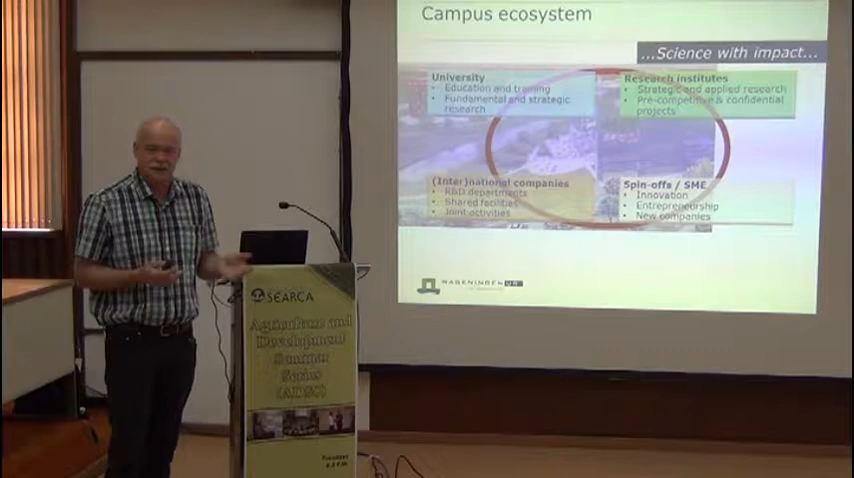 Campus ecosystem
...Science with impact...
University
• Education and training
• Fundamental and strategic
research
Research institutes
• Strategic and applied research
• Pre-competitive & confidential
projects
(Inter)national companies
• R&D departments
• Shared facilities
• Joint activities
Spin-offs / SME
• Innovation
• Entrepreneurship
• New companies
WAGENINGEN UR
SEARCA
Agriculture and
Development
Seminar
Series
(ADSS)
Tuesdays